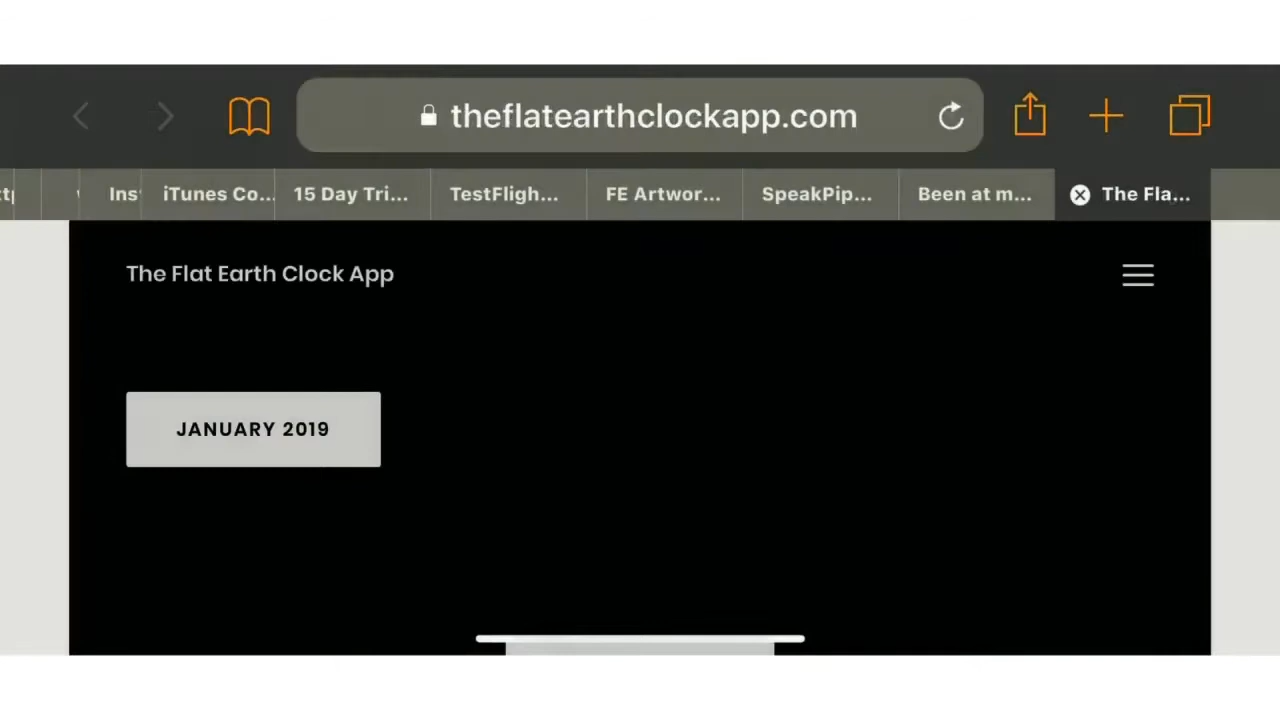 theflatearthclockapp.com
Ins
iTunes Co...
15 Day Tri...
TestFligh...
FE Artwor...
SpeakPip...
Been at m...
The Fla...
The Flat Earth Clock App
JANUARY 2019